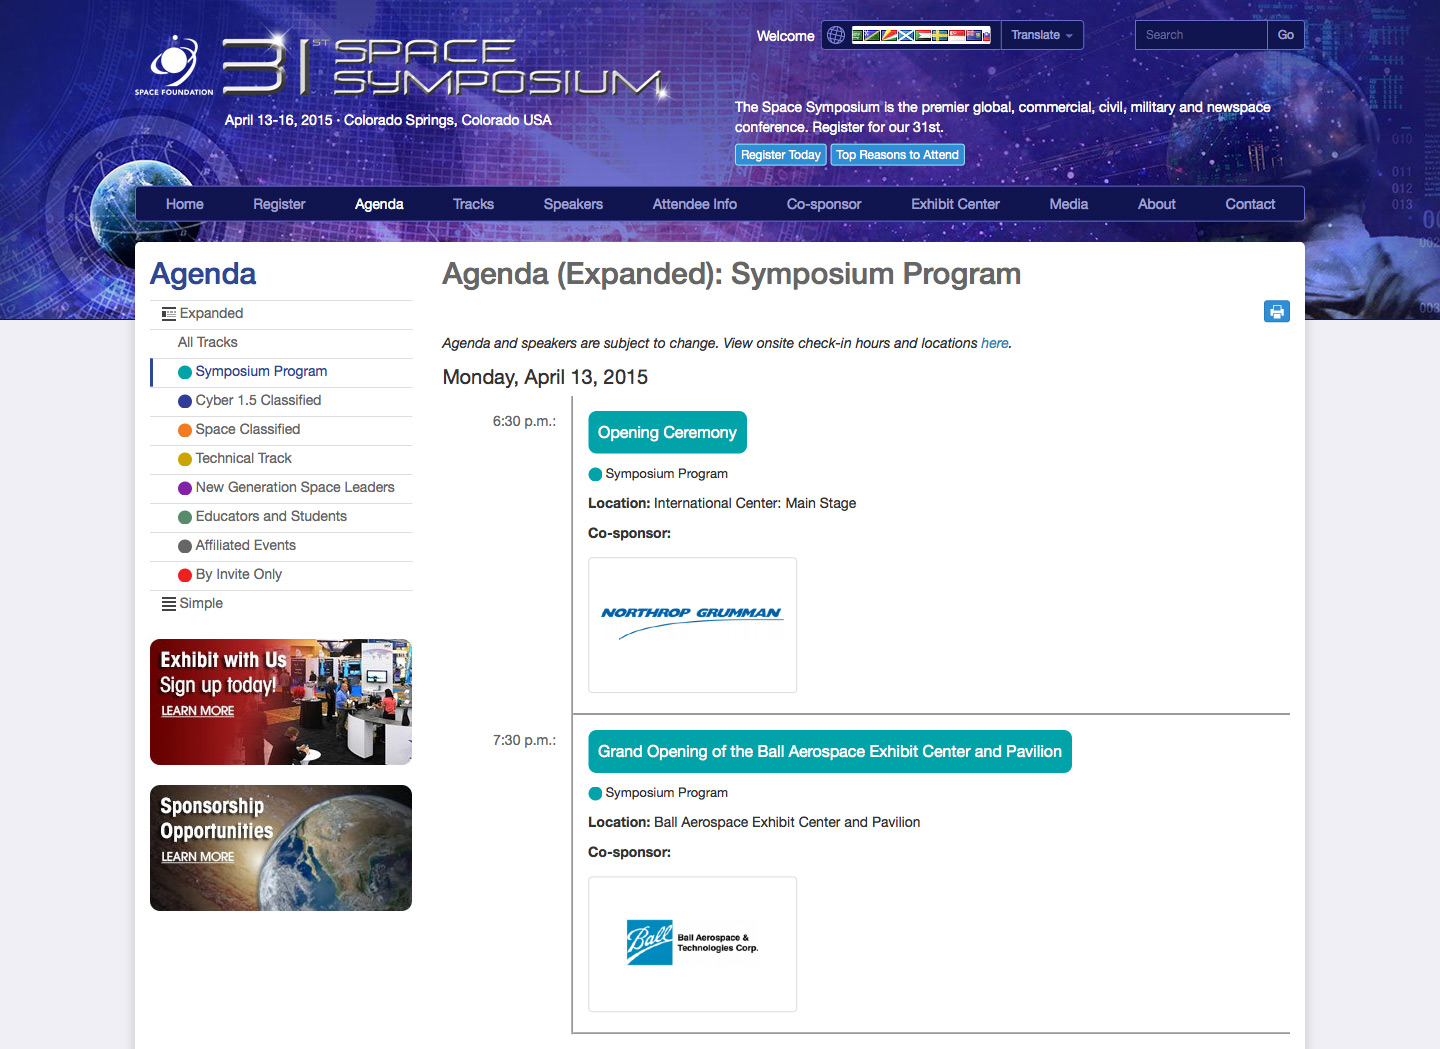 Welcome
Translate
Search
Go
31ST SPACE
SYMPOSIUM
SPACE FOUNDATION
April 13-16, 2015 · Colorado Springs, Colorado USA
The Space Symposium is the premier global, commercial, civil, military and newspace
conference. Register for our 31st.
Register Today
Top Reasons to Attend
011
012
013
Home
Register
Agenda
Tracks
Speakers
Attendee Info
Co-sponsor
Exhibit Center
Media
About
Contact
Agenda
Expanded
All Tracks
Symposium Program
Cyber 1.5 Classified
Space Classified
Technical Track
New Generation Space Leaders
Educators and Students
Affiliated Events
By Invite Only
Simple
Exhibit with Us
Sign up today!
LEARN MORE
Sponsorship
Opportunities
LEARN MORE
Agenda (Expanded): Symposium Program
Agenda and speakers are subject to change. View onsite check-in hours and locations here.
Monday, April 13, 2015
6:30 p.m.:
Opening Ceremony
Symposium Program
Location: International Center: Main Stage
Co-sponsor:
NORTHROP GRUMMAN
7:30 p.m.:
Grand Opening of the Ball Aerospace Exhibit Center and Pavilion
Symposium Program
Location: Ball Aerospace Exhibit Center and Pavilion
Co-sponsor:
Ball
Ball Aerospace &
Technologies Corp.